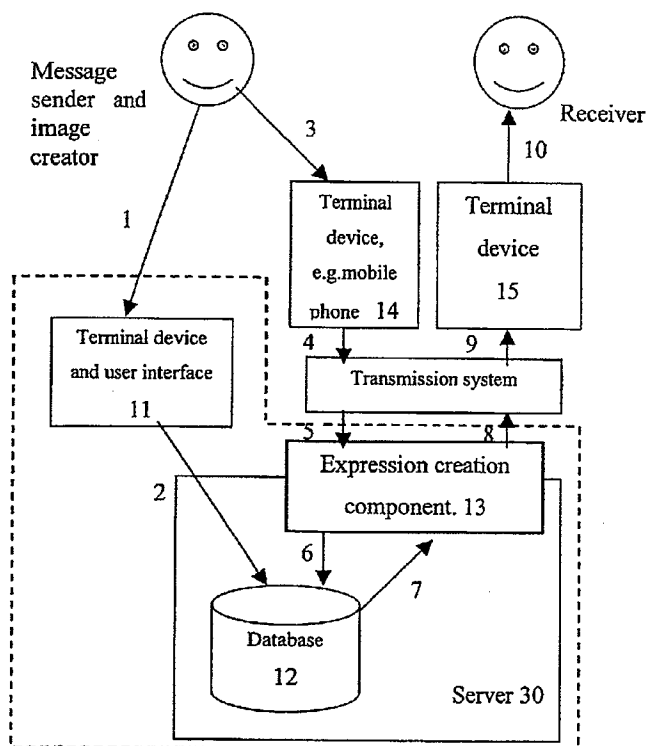 Message
sender and
image
creator
Receiver
3
10
1
Terminal
device,
e.g.mobile
phone 14
Terminal
device
15
4
9
Terminal device
and user interface
11
Transmission system
5
8
Expression creation
component. 13
2
6
7
Database
12
Server 30